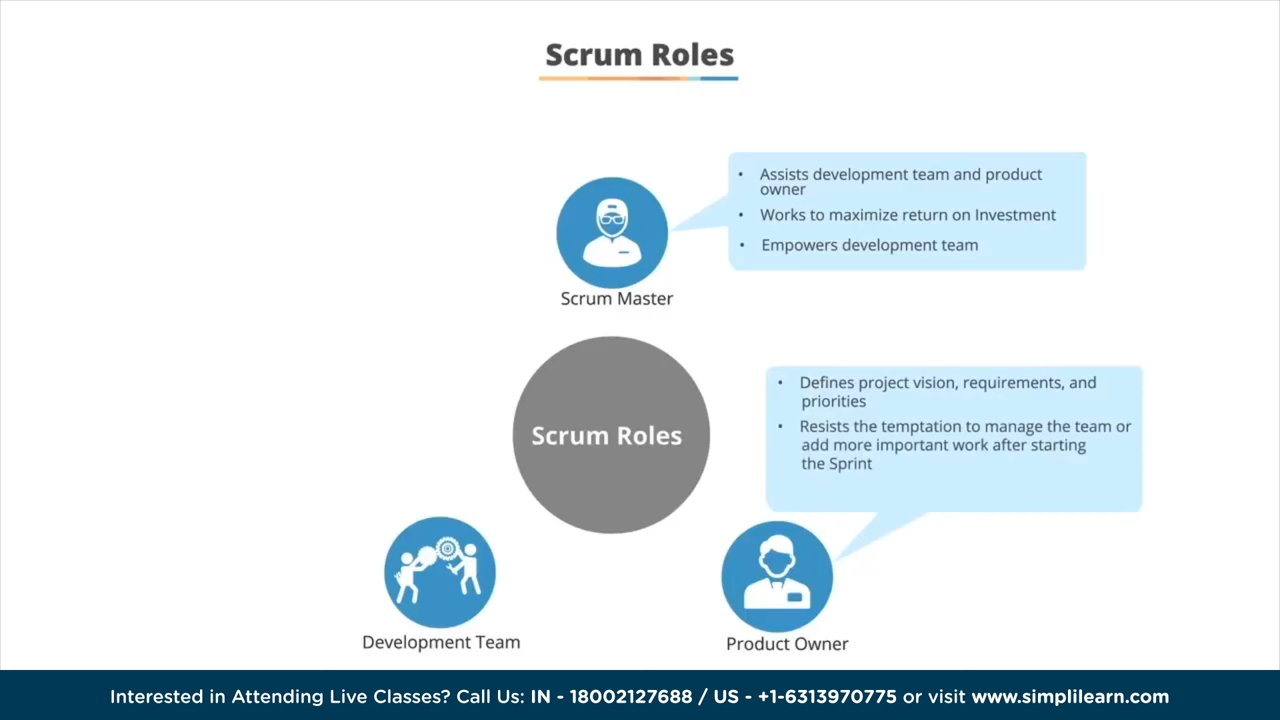 Scrum Roles
• Assists development team and product
owner
• Works to maximize return on Investment
• Empowers development team
Scrum Master
• Defines project vision, requirements, and
priorities
• Resists the temptation to manage the team or
add more important work after starting
the Sprint
Scrum Roles
Development Team
Product Owner
Interested in Attending Live Classes? Call Us: IN - 18002127688 / US - +1-6313970775 or visit www.simplilearn.com